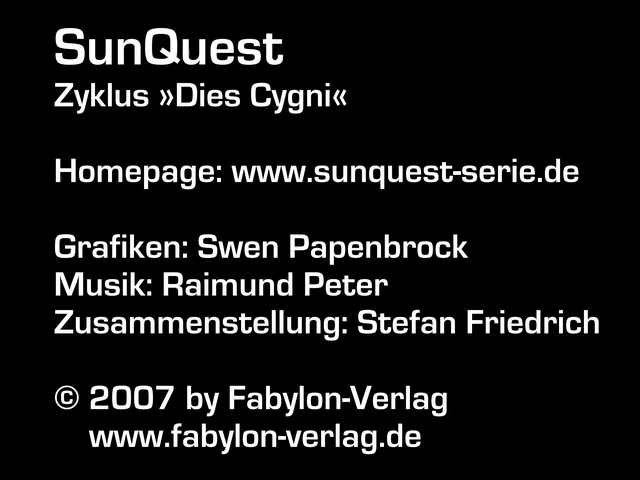 SunQuest
Zyklus »Dies Cygni«
Homepage: www.sunquest-serie.de
Grafiken: Swen Papenbrock
Musik: Raimund Peter
Zusammenstellung: Stefan Friedrich
© 2007 by Fabylon-Verlag
www.fabylon-verlag.de